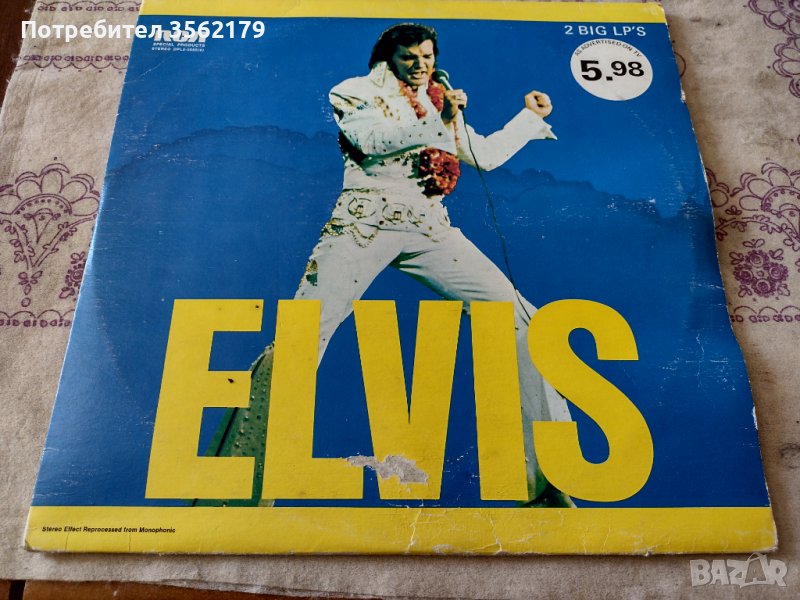 Потребител 3562179
RCA
SPECIAL PRODUCTS
2 BIG LP'S
AS ADVERTISED ON TV
5.98
ELVIS
Stereo Effect Reprocessed from Monophonic
BAZAR